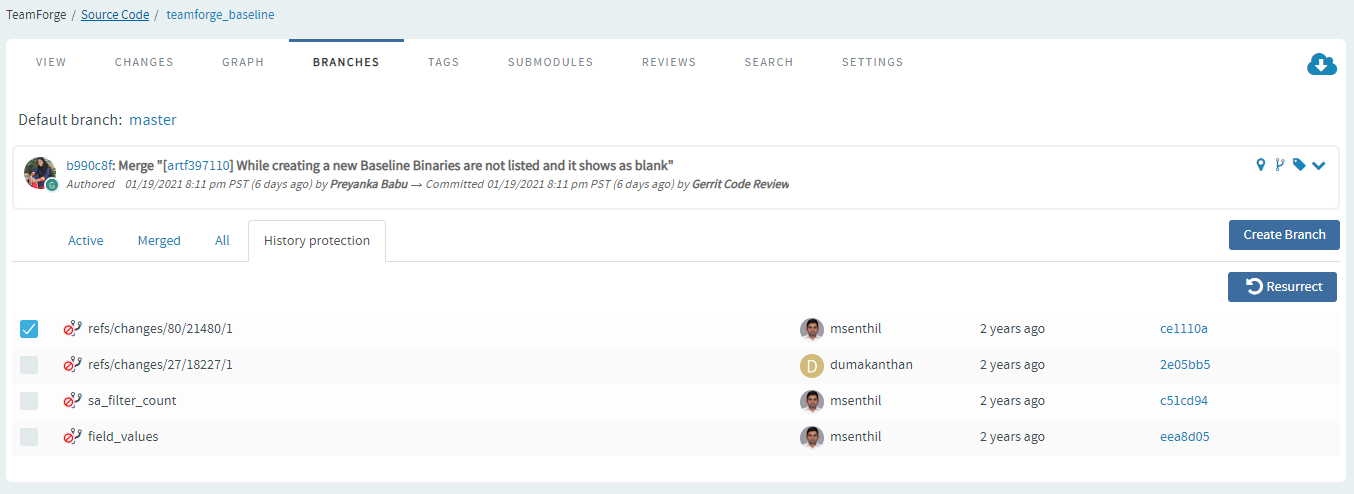 TeamForge / Source Code / teamforge_baseline
VIEW CHANGES GRAPH BRANCHES TAGS SUBMODULES REVIEWS SEARCH SETTINGS
Default branch: master
b990c8f: Merge "[artf397110] While creating a new Baseline Binaries are not listed and it shows as blank"
G
Authored 01/19/2021 8:11 pm PST (6 days ago) by Preyanka Babu → Committed 01/19/2021 8:11 pm PST (6 days ago) by Gerrit Code Review
Active Merged All History protection Create Branch
Resurrect
refs/changes/80/21480/1 msenthil 2 years ago ce1110a
refs/changes/27/18227/1 D dumakanthan 2 years ago 2e05bb5
sa_filter_count msenthil 2 years ago c51cd94
field_values msenthil 2 years ago eea8d05